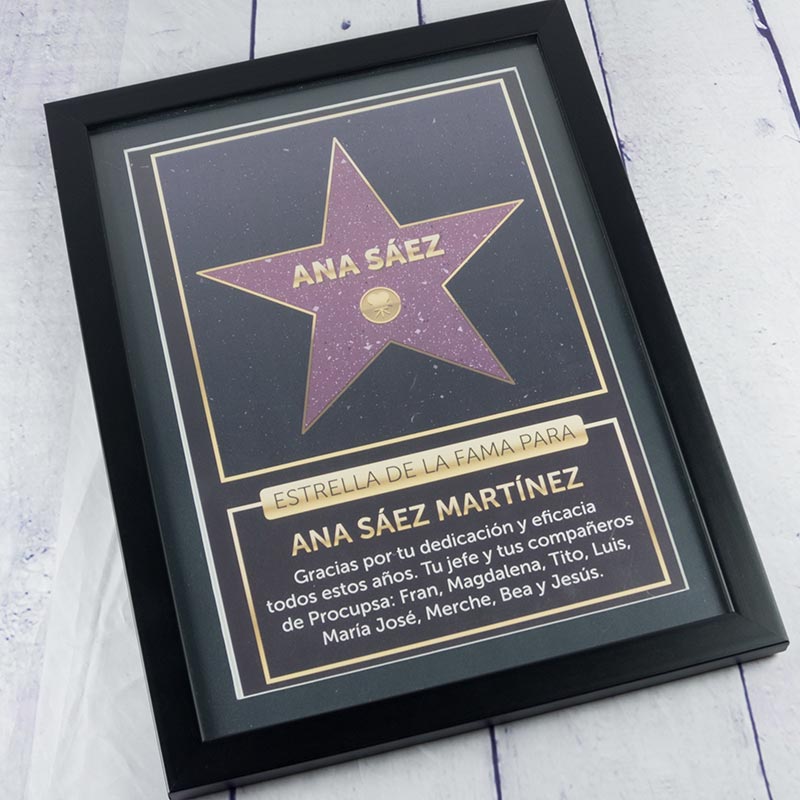 ANA SÁEZ
ESTRELLA DE LA FAMA PARA
ANA SÁEZ MARTÍNEZ
Gracias por tu dedicación y eficacia
todos estos años. Tu jefe y tus compañeros
de Procupsa: Fran, Magdalena, Tito, Luis,
María José, Merche, Bea y Jesús.